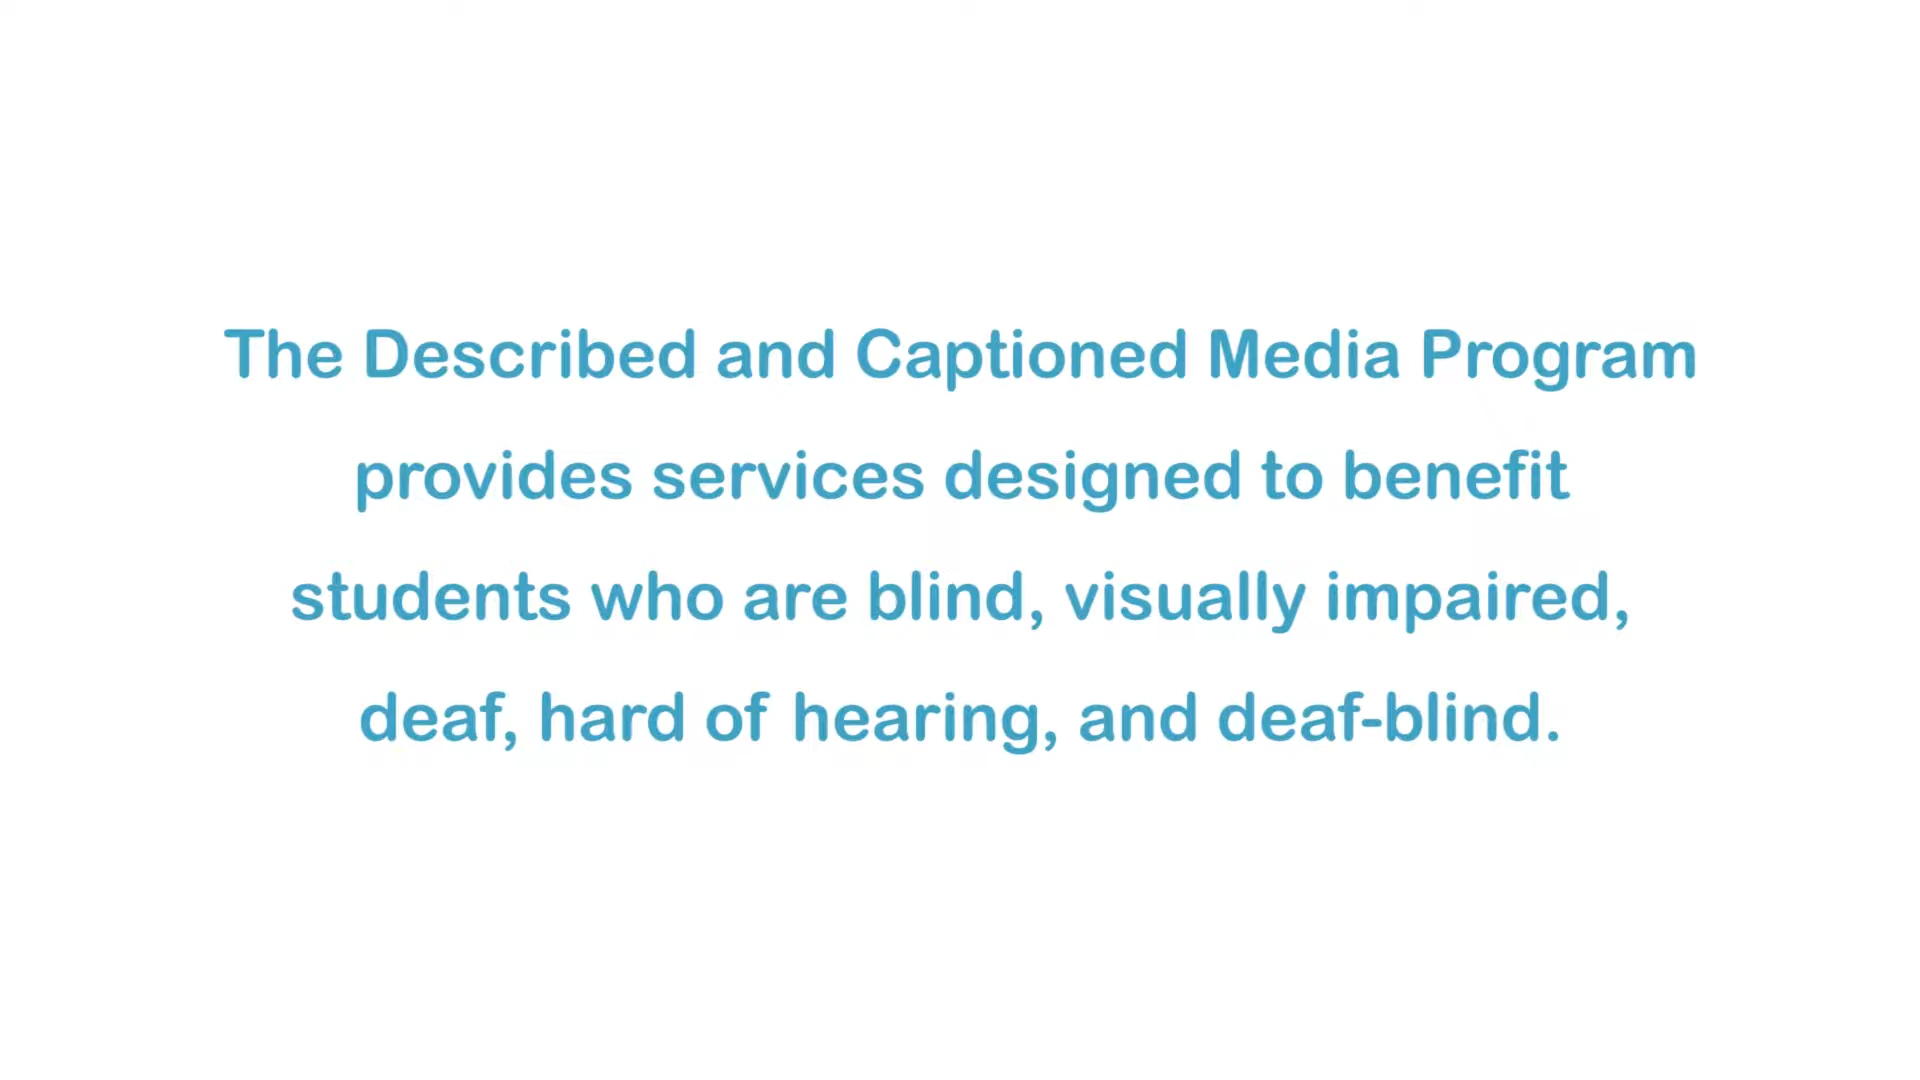 The Described and Captioned Media Program
provides services designed to benefit
students who are blind, visually impaired,
deaf, hard of hearing, and deaf-blind.